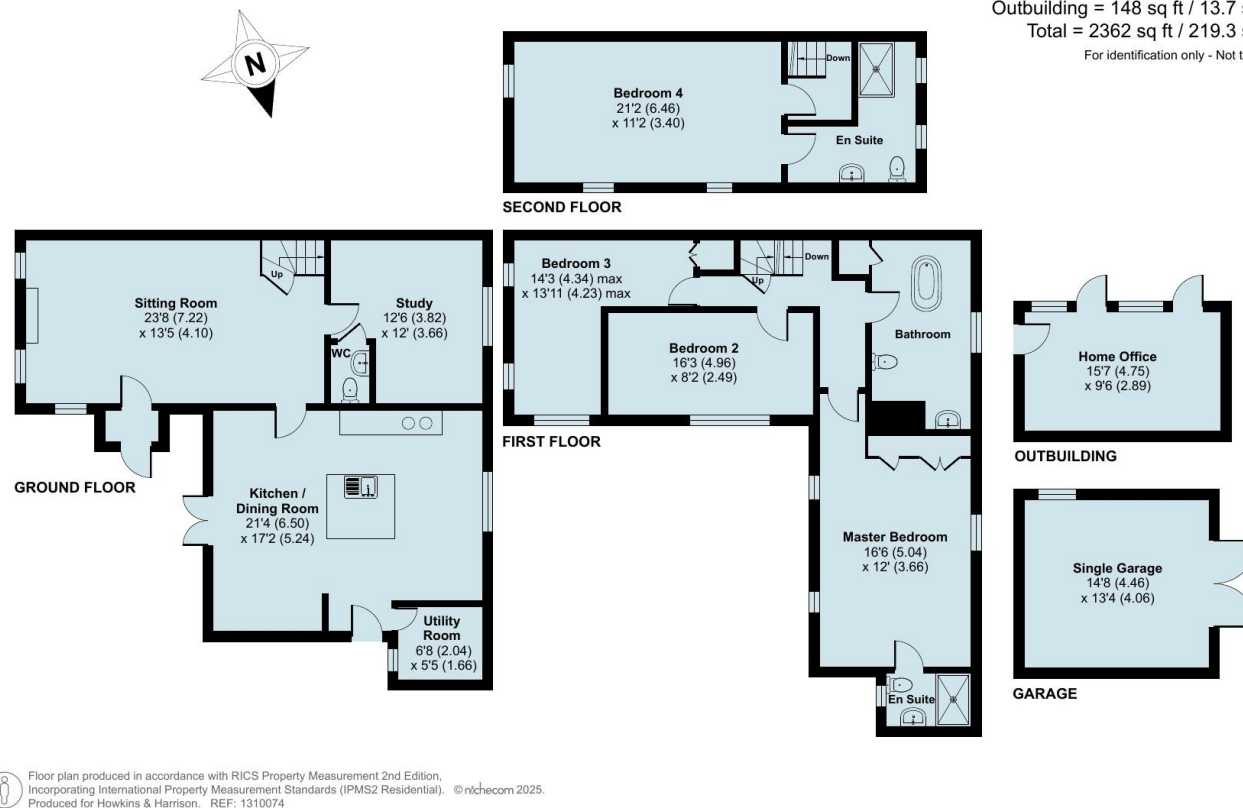 Outbuilding = 148 sq ft / 13.7
Total = 2362 sq ft / 219.3
For identification only - Not
N
Bedroom 4
21'2 (6.46)
x 11'2 (3.40)
Down
En Suite
SECOND FLOOR
Sitting Room
23'8 (7.22)
x 13'5 (4.10)
Up
Study
12'6 (3.82)
x 12' (3.66)
WC
Kitchen /
Dining Room
21'4 (6.50)
x 17'2 (5.24)
Utility
Room
6'8 (2.04)
x 5'5 (1.66)
GROUND FLOOR
Bedroom 3
14'3 (4.34) max
x 13'11 (4.23) max
Up
Down
Bathroom
Bedroom 2
16'3 (4.96)
x 8'2 (2.49)
FIRST FLOOR
Master Bedroom
16'6 (5.04)
x 12' (3.66)
En Suite
Home Office
15'7 (4.75)
x 9'6 (2.89)
OUTBUILDING
Single Garage
14'8 (4.46)
x 13'4 (4.06)
GARAGE
Floor plan produced in accordance with RICS Property Measurement 2nd Edition,
Incorporating International Property Measurement Standards (IPMS2 Residential). © nichecom 2025.
Produced for Howkins & Harrison. REF: 1310074